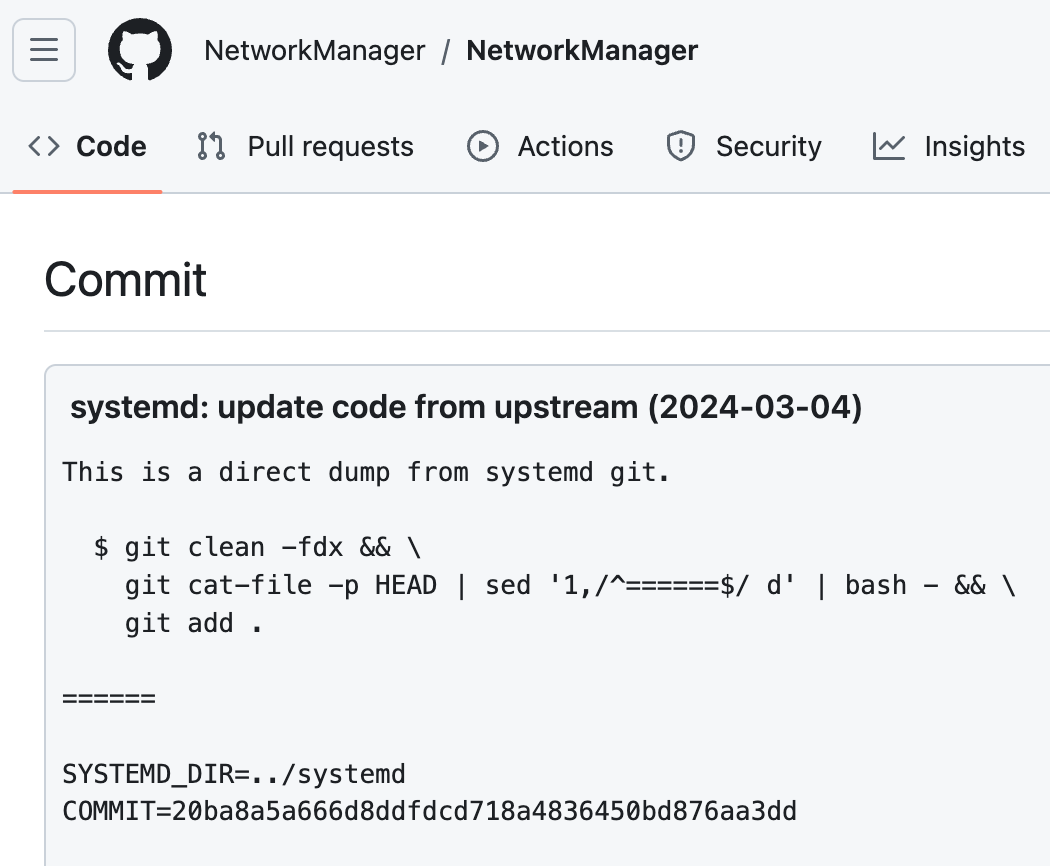 NetworkManager / NetworkManager
Code Pull requests Actions Security Insights
Commit
systemd: update code from upstream (2024-03-04)
This is a direct dump from systemd git.
$ git clean -fdx && \
git cat-file -p HEAD | sed '1,/^======$/ d' | bash - && \
git add .
======
SYSTEMD_DIR=../systemd
COMMIT=20ba8a5a666d8ddfdcd718a4836450bd876aa3dd